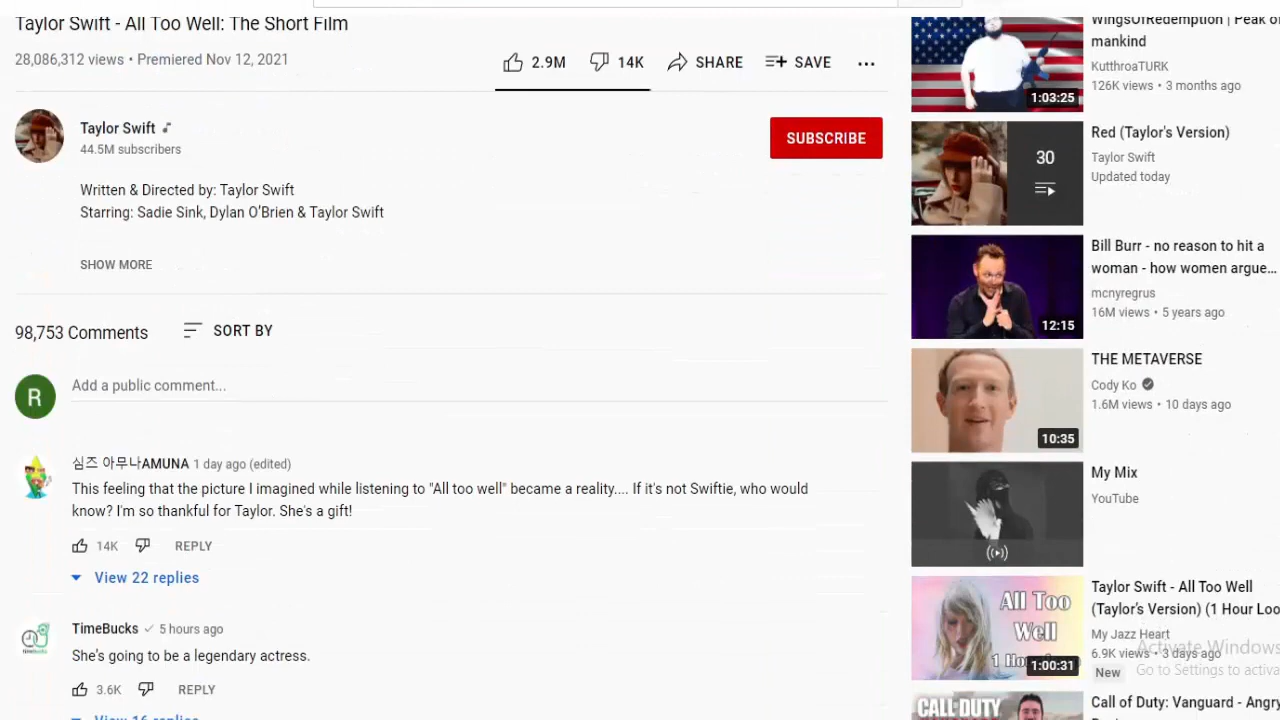 Taylor Swift - All Too Well: The Short Film
28,086,312 views • Premiered Nov 12, 2021
2.9M 14K SHARE SAVE
Taylor Swift
44.5M subscribers
SUBSCRIBE
Written & Directed by: Taylor Swift
Starring: Sadie Sink, Dylan O'Brien & Taylor Swift
SHOW MORE
98,753 Comments SORT BY
R Add a public comment...
심즈 아무나AMUNA 1 day ago (edited)
This feeling that the picture I imagined while listening to "All too well" became a reality.... If it's not Swiftie, who would
know? I'm so thankful for Taylor. She's a gift!
14K REPLY
View 22 replies
TimeBucks 5 hours ago
She's going to be a legendary actress.
3.6K REPLY
View 16 replies
WingsOfRedemption | Peak o
mankind
KutthroaTURK
126K views • 3 months ago
1:03:25
Red (Taylor's Version)
Taylor Swift
Updated today
30
Bill Burr - no reason to hit a
woman - how women argue...
mcnyregrus
16M views • 5 years ago
12:15
THE METAVERSE
Cody Ko
1.6M views • 10 days ago
10:35
My Mix
YouTube
Taylor Swift - All Too Well
(Taylor's Version) (1 Hour Loo
My Jazz Heart
6.9K views • 3 days ago
New
All Too
Well
1:00:31
Activate Windows
Go to Settings to activa
Call of Duty: Vanguard - Angry
CALL DUTY